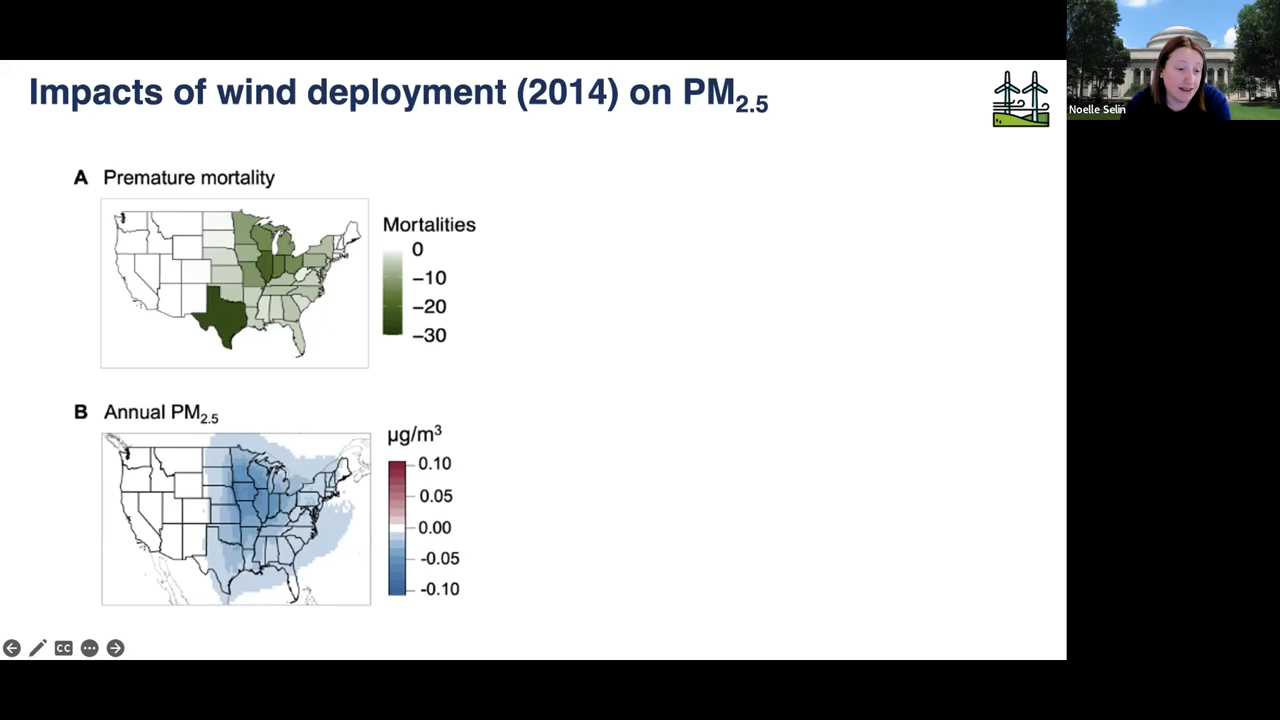 Impacts of wind deployment (2014) on PM2.5
Noelle Selin
A Premature mortality
Mortalities
0
−10
−20
−30
B Annual PM2.5
µg/m³
0.10
0.05
0.00
-0.05
-0.10
CC